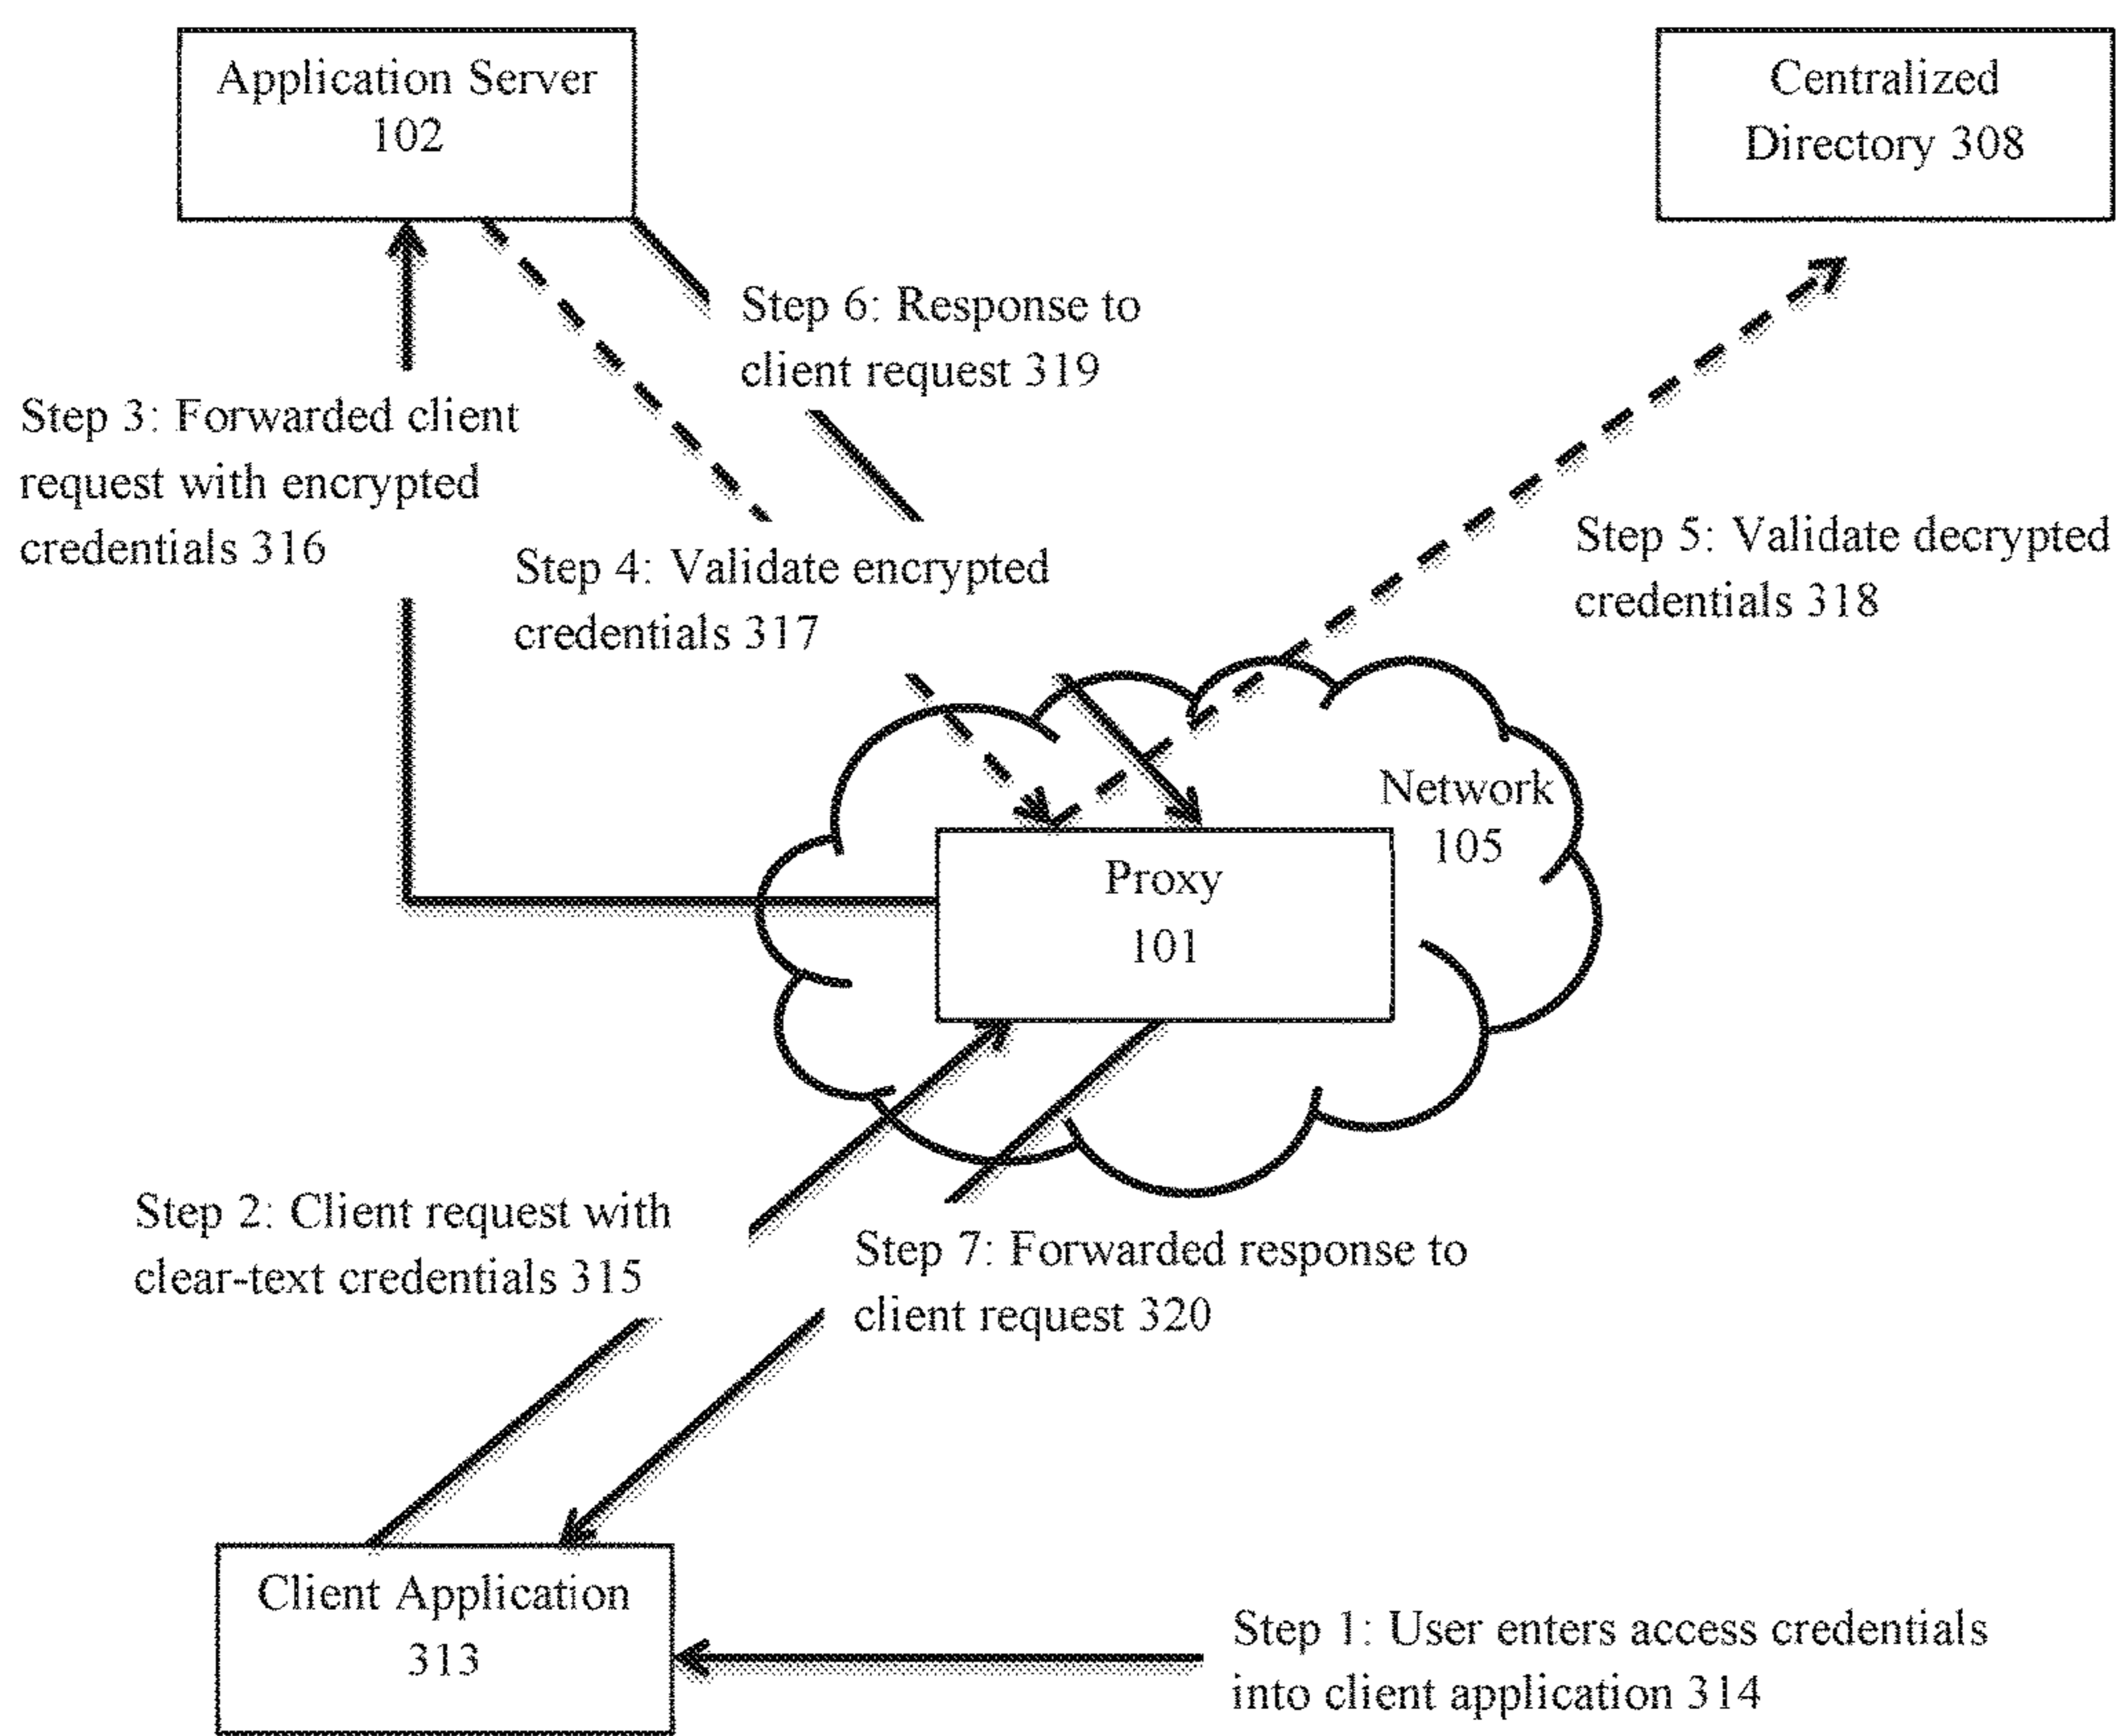 Application Server
102
Centralized
Directory 308
Step 6: Response to
client request 319
Step 3: Forwarded client
request with encrypted
credentials 316
Step 4: Validate encrypted
credentials 317
Step 5: Validate decrypted
credentials 318
Network
105
Proxy
101
Step 2: Client request with
clear-text credentials 315
Step 7: Forwarded response to
client request 320
Client Application
313
Step 1: User enters access credentials
into client application 314